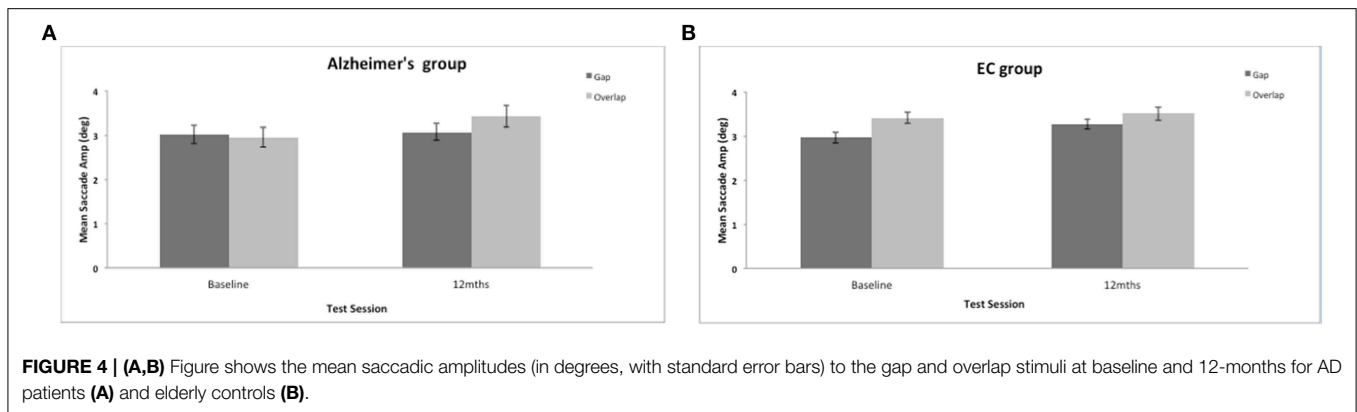 A
Alzheimer's group
Gap
Overlap
Mean Saccade Amp (deg)
4
3
2
1
0
Baseline
12mths
Test Session
B
EC group
Gap
Overlap
Mean Saccade Amp (deg)
4
3
2
1
0
Baseline
12mths
Test Session
FIGURE 4 | (A,B) Figure shows the mean saccadic amplitudes (in degrees, with standard error bars) to the gap and overlap stimuli at baseline and 12-months for AD
patients (A) and elderly controls (B).